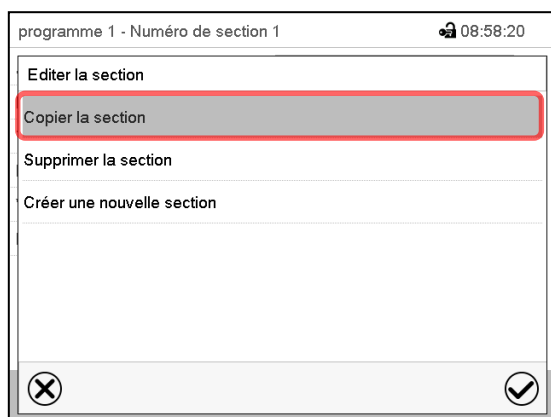 programme 1 - Numéro de section 1 08:58:20
Editer la section
Copier la section
Supprimer la section
Créer une nouvelle section